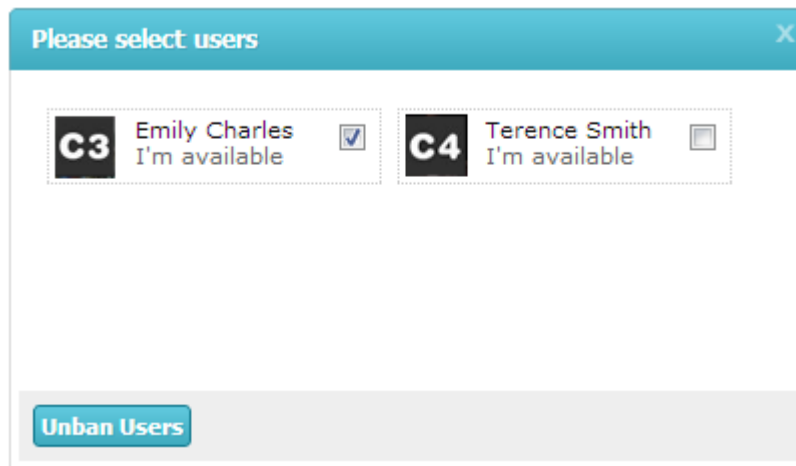 Please select users
x
C3
Emily Charles
I'm available
C4
Terence Smith
I'm available
Unban Users